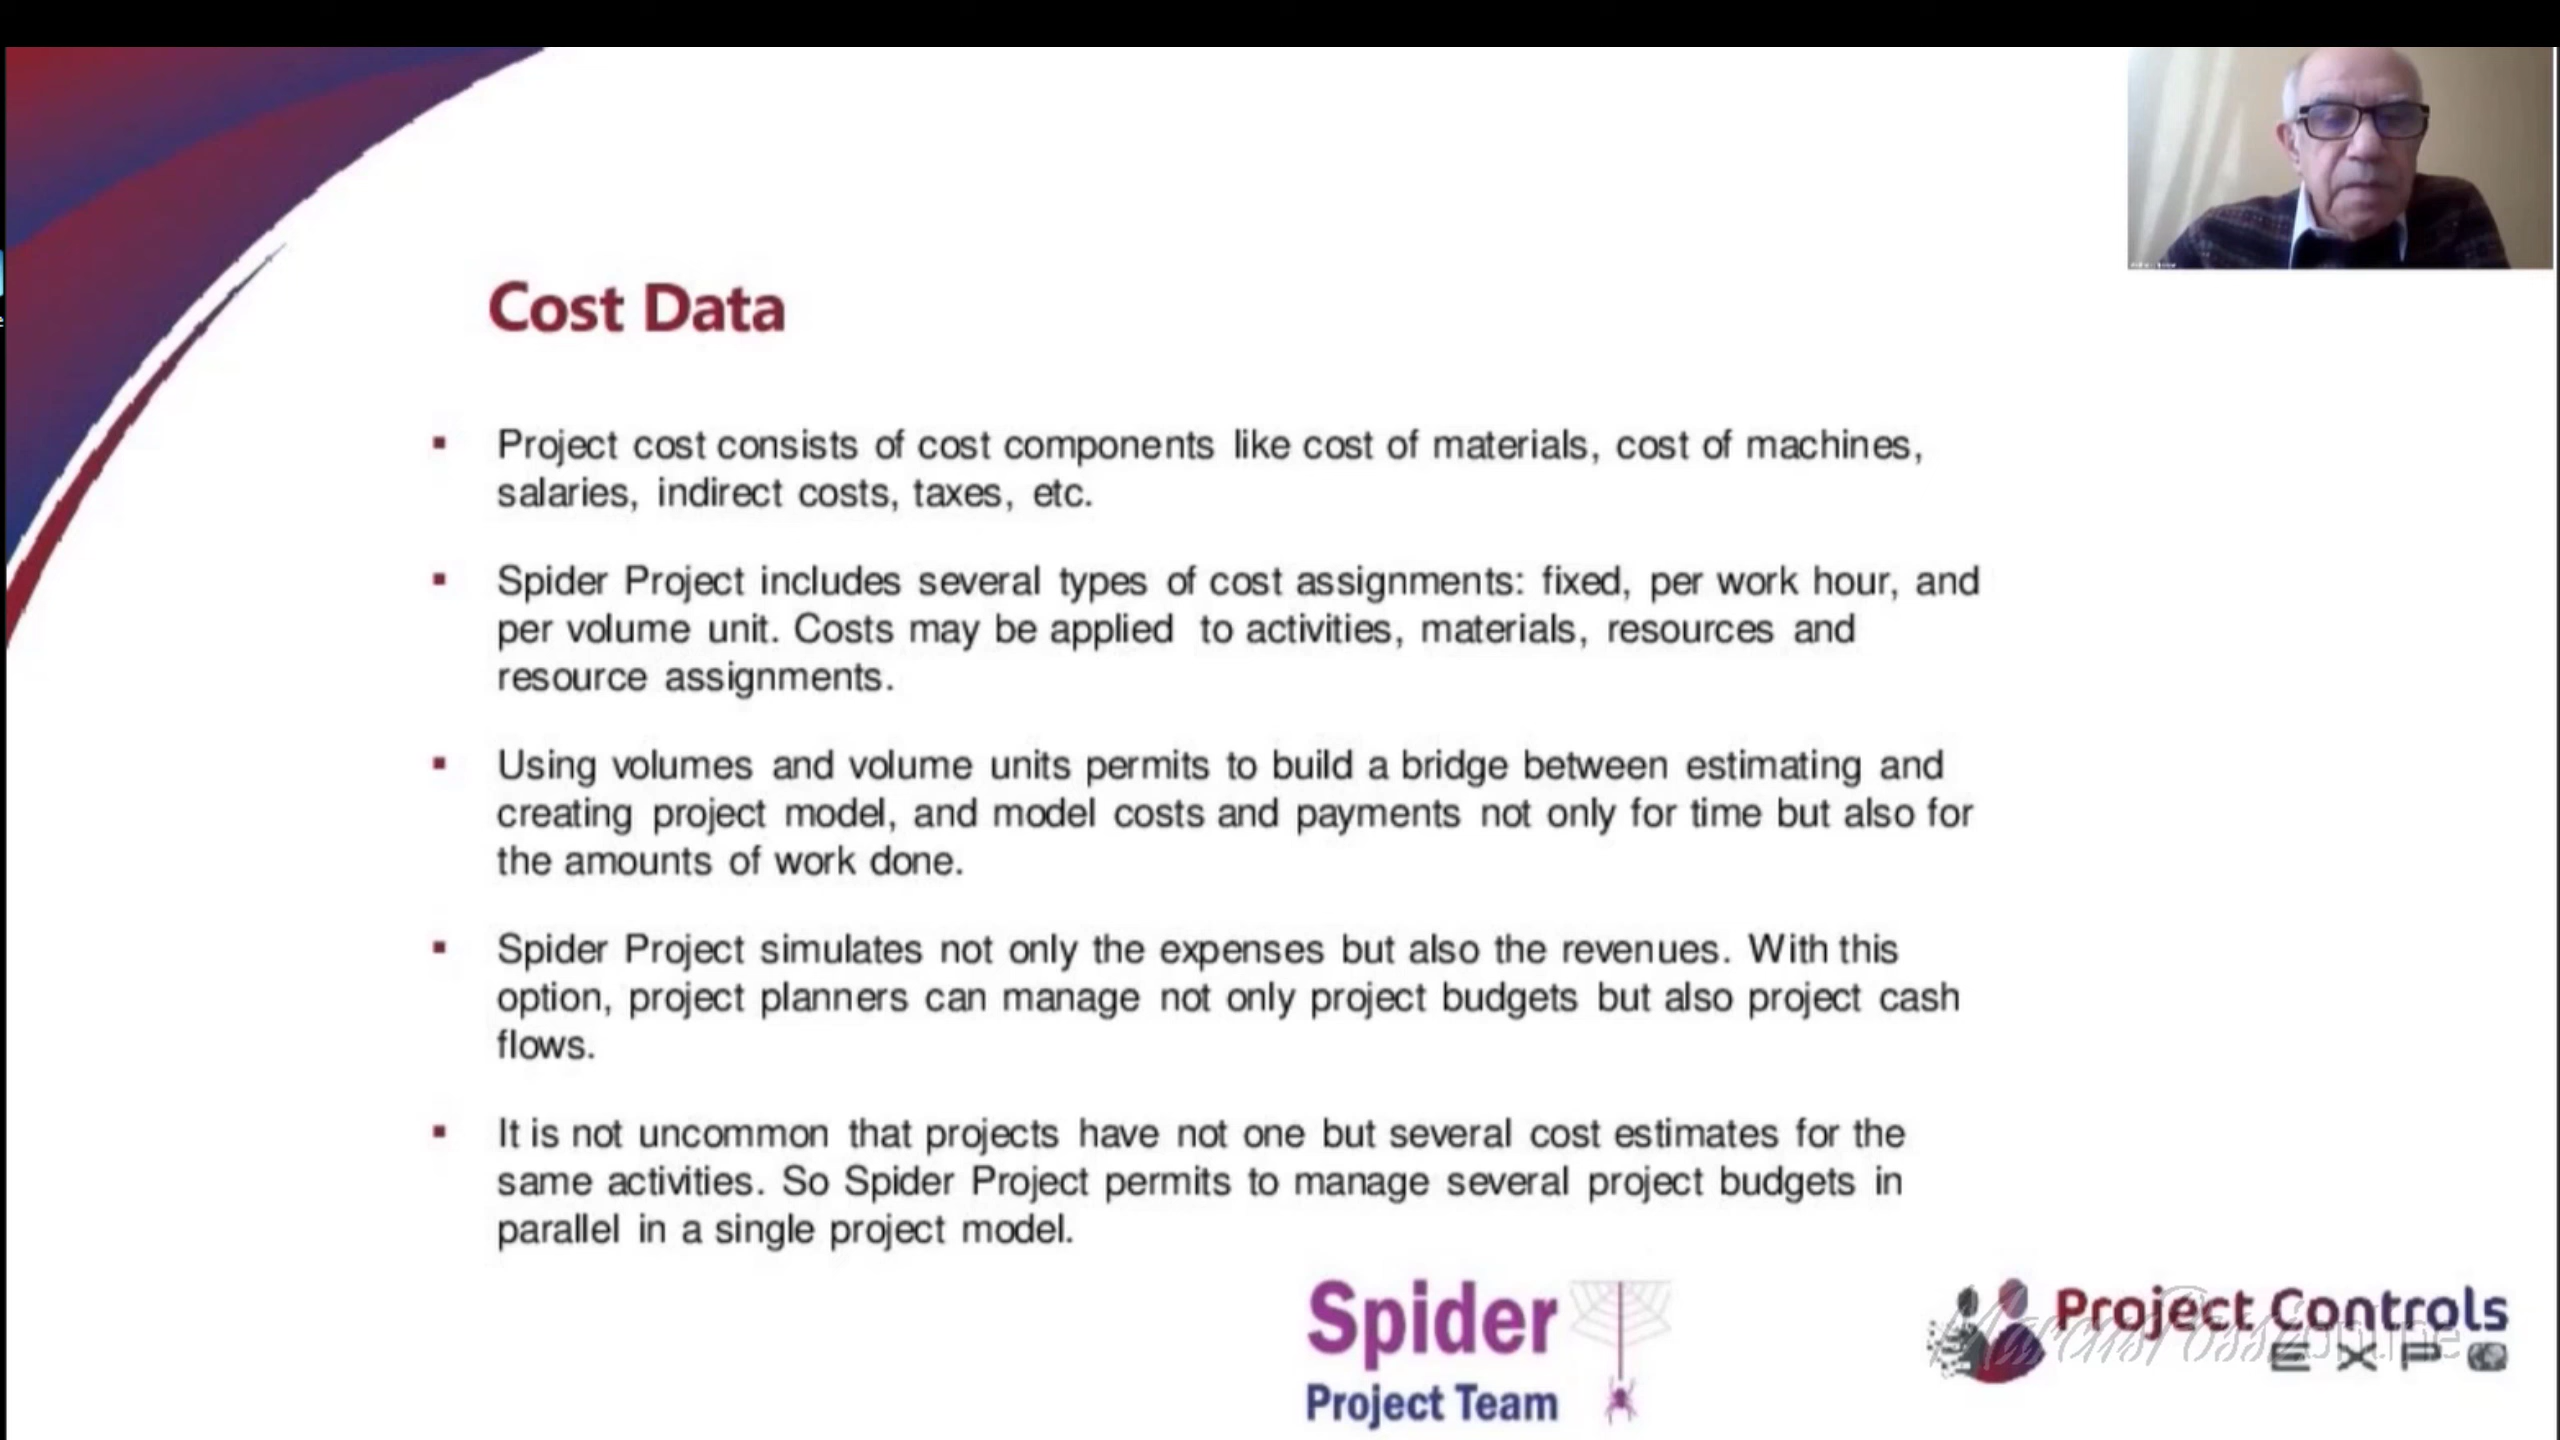 Cost Data
▪ Project cost consists of cost components like cost of materials, cost of machines,
salaries, indirect costs, taxes, etc.
▪ Spider Project includes several types of cost assignments: fixed, per work hour, and
per volume unit. Costs may be applied to activities, materials, resources and
resource assignments.
▪ Using volumes and volume units permits to build a bridge between estimating and
creating project model, and model costs and payments not only for time but also for
the amounts of work done.
▪ Spider Project simulates not only the expenses but also the revenues. With this
option, project planners can manage not only project budgets but also project cash
flows.
▪ It is not uncommon that projects have not one but several cost estimates for the
same activities. So Spider Project permits to manage several project budgets in
parallel in a single project model.
Spider
Project Team
Project Controls
EXPO